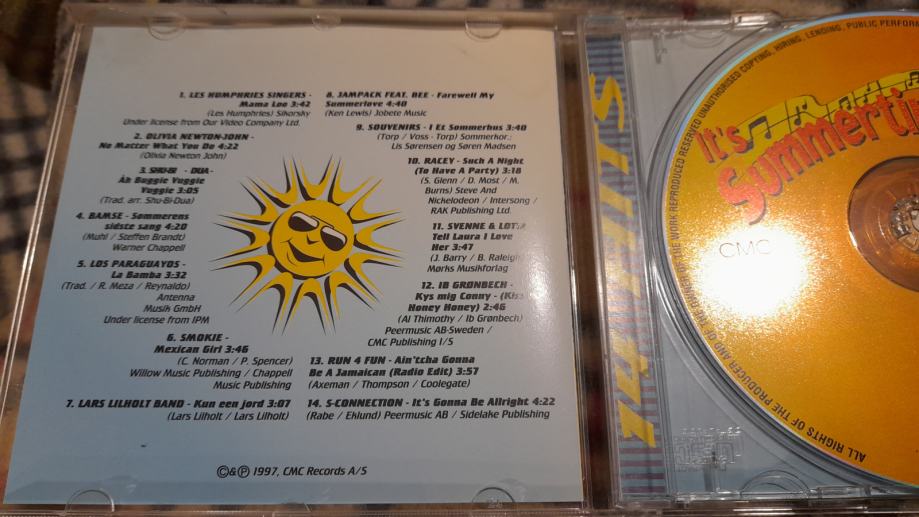 1. LES HUMPHRIES SINGERS -
Mama Loo 3:42
(Les Humphries) Sikorsky
Under license from Our Video Company Ltd.
2. OLIVIA NEWTON-JOHN -
No Matter What You Do 4:22
(Olivia Newton John)
3. SHU-BI - DUA-
Åh Buggie Vuggie
Vuggie 3:05
(Trad. arr. Shu-Bi-Dua)
4. BAMSE - Sommerens
sidste sang 4:20
(Muhl / Steffen Brandt)
Warner Chappell
5. LOS PARAGUAYOS -
La Bamba 3:32
(Trad. / R. Meza / Reynaldo)
Antenna
Musik GmbH
Under license from IPM
6. SMOKIE -
Mexican Girl 3:46
(C. Norman / P. Spencer)
Willow Music Publishing / Chappell
Music Publishing
7. LARS LILHOLT BAND - Kun een jord 3:07
(Lars Lilholt / Lars Lilholt)
8. JAMPACK FEAT. BEE - Farewell My
Summerlove 4:40
(Ken Lewis) Jobete Music
9. SOUVENIRS - I Et Sommerhus 3:40
(Torp / Voss - Torp) Sommerkor.:
Lis Sørensen og Søren Madsen
10. RACEY - Such A Night
(To Have A Party) 3:18
(S. Glenn / D. Most / M.
Burns) Steve And
Nickelodeon / Intersong /
RAK Publishing Ltd.
11. SVENNE & LOTTA
Tell Laura I Love
Her 3:47
(J. Barry / B. Raleigh)
Mørks Musikforlag
12. IB GRØNBECH -
Kys mig Conny - (Kiss
Honey Honey) 2:46
(Al Thimothy / Ib Grønbech)
Peermusic AB-Sweden /
CMC Publishing I/S
13. RUN 4 FUN - Ain'tcha Gonna
Be A Jamaican (Radio Edit) 3:57
(Axeman / Thompson / Coolegate)
14. S-CONNECTION - It's Gonna Be Allright 4:22
(Rabe / Eklund) Peermusic AB / Sidelake Publishing
©&℗ 1997, CMC Records A/S
14 HITS
It's
Summertime
CMC
ALL RIGHTS OF THE PRODUCER AND OF THE OWNER OF THE WORK REPRODUCED RESERVED UNAUTHORISED COPYING, HIRING, LENDING, PUBLIC PERFOR